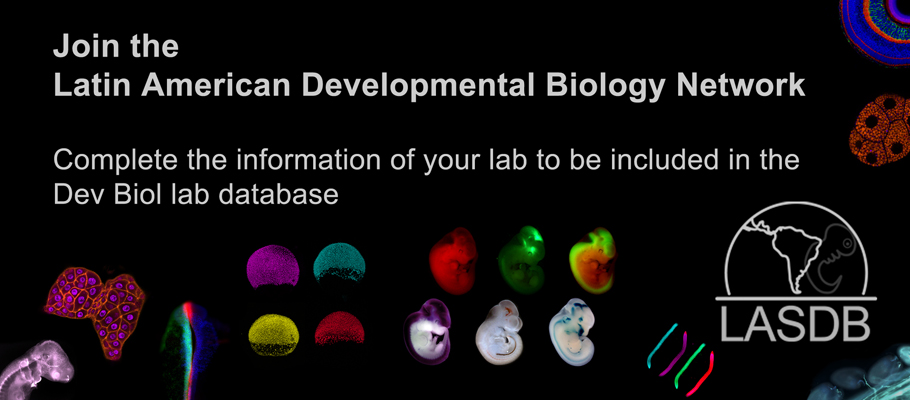 Join the
Latin American Developmental Biology Network
Complete the information of your lab to be included in the
Dev Biol lab database
LASDB